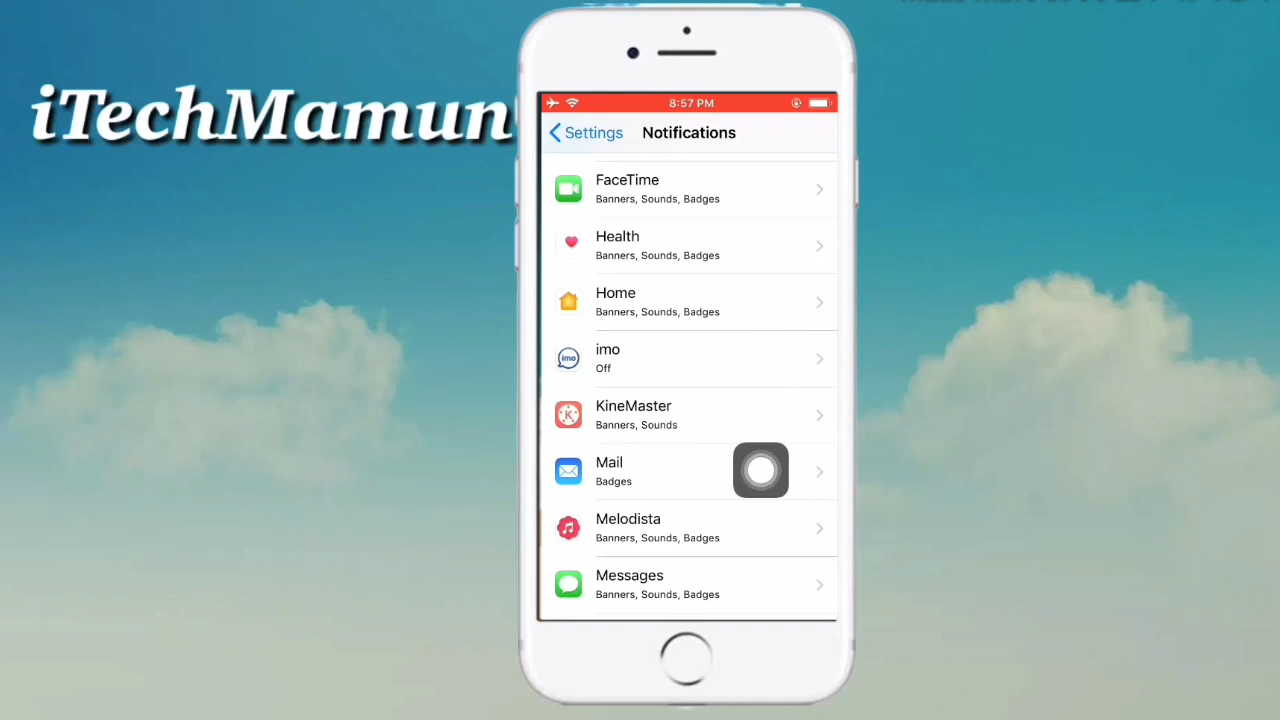 iTechMamun
8:57 PM
Settings
Notifications
FaceTime
Banners, Sounds, Badges
Health
Banners, Sounds, Badges
Home
Banners, Sounds, Badges
imo
imo
Off
K
KineMaster
Banners, Sounds
Mail
Badges
Melodista
Banners, Sounds, Badges
Messages
Banners, Sounds, Badges